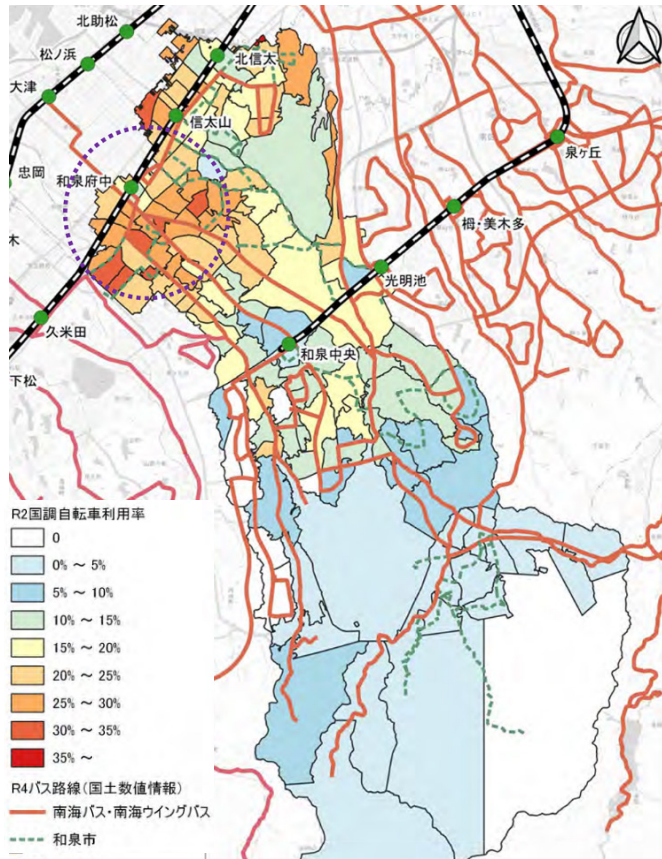 北助松
松ノ浜
北信太
大津
信太山
忠岡
泉ヶ丘
和泉府中
栂・美木多
木
光明池
久米田
和泉中央
下松
R2国調自転車利用率
0
0% ～ 5%
5% ～ 10%
10% ～ 15%
15% ～ 20%
20% ～ 25%
25% ～ 30%
30% ～ 35%
35% ～
R4バス路線(国土数値情報)
南海バス・南海ウイングバス
和泉市